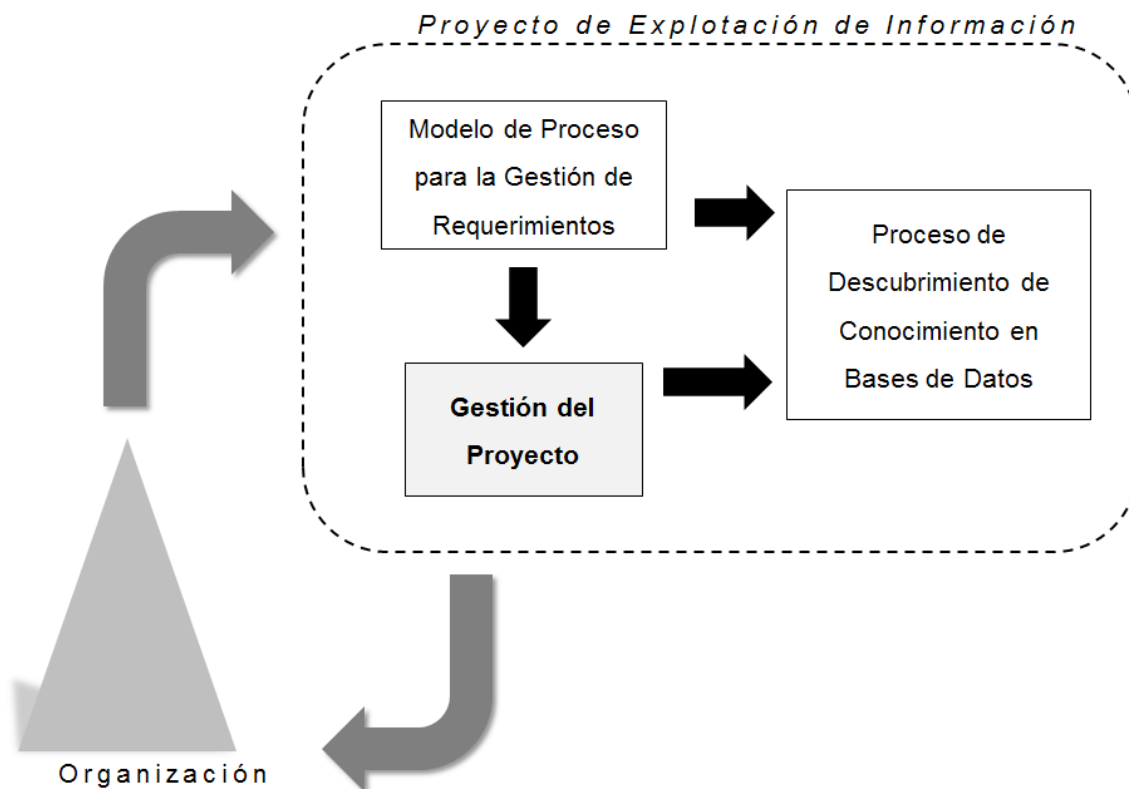 Proyecto de Explotación de Información
Modelo de Proceso
para la Gestión de
Requerimientos
Proceso de
Descubrimiento de
Conocimiento en
Bases de Datos
Gestión del
Proyecto
Organización